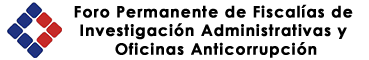 Foro Permanente de Fiscalías de
Investigación Administrativas y
Oficinas Anticorrupción